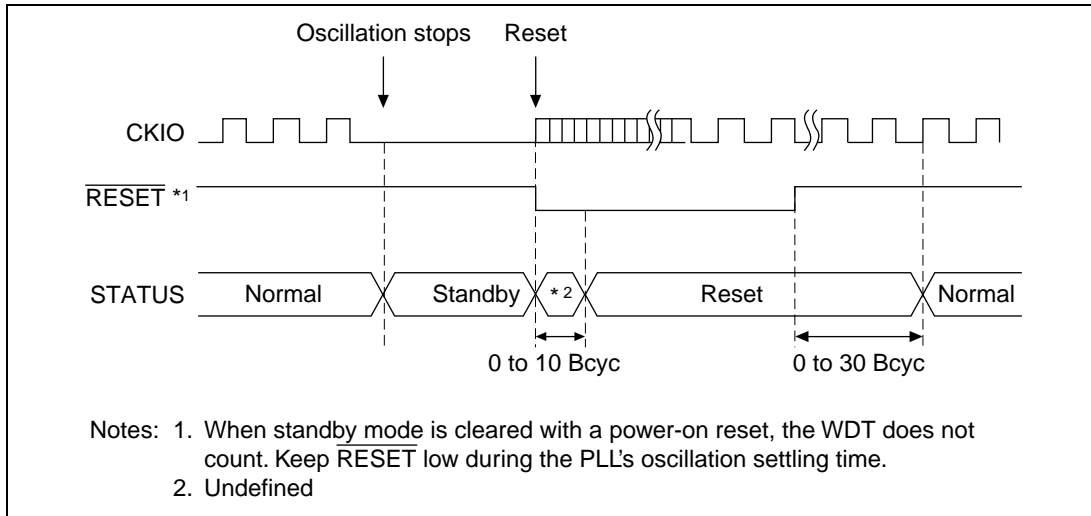 Oscillation stops Reset
CKIO
RESET *1
STATUS Normal Standby *2 Reset Normal
0 to 10 Bcyc 0 to 30 Bcyc
Notes: 1. When standby mode is cleared with a power-on reset, the WDT does not
count. Keep RESET low during the PLL's oscillation settling time.
2. Undefined